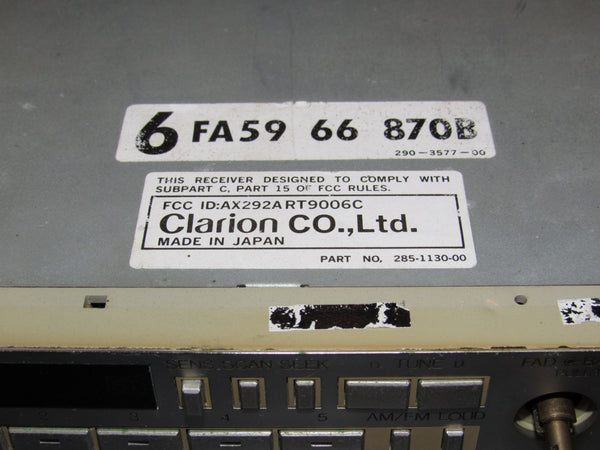 6 FA59 66 870B
290-3577-00
THIS RECEIVER DESIGNED TO COMPLY WITH
SUBPART C, PART 15 OF FCC RULES.
FCC ID:AX292ART9006C
Clarion CO.,Ltd.
MADE IN JAPAN
PART NO, 285-1130-00
SENS SCAN SEEK TUNE
FAD
2 3 4 5 AM/FM LOUD